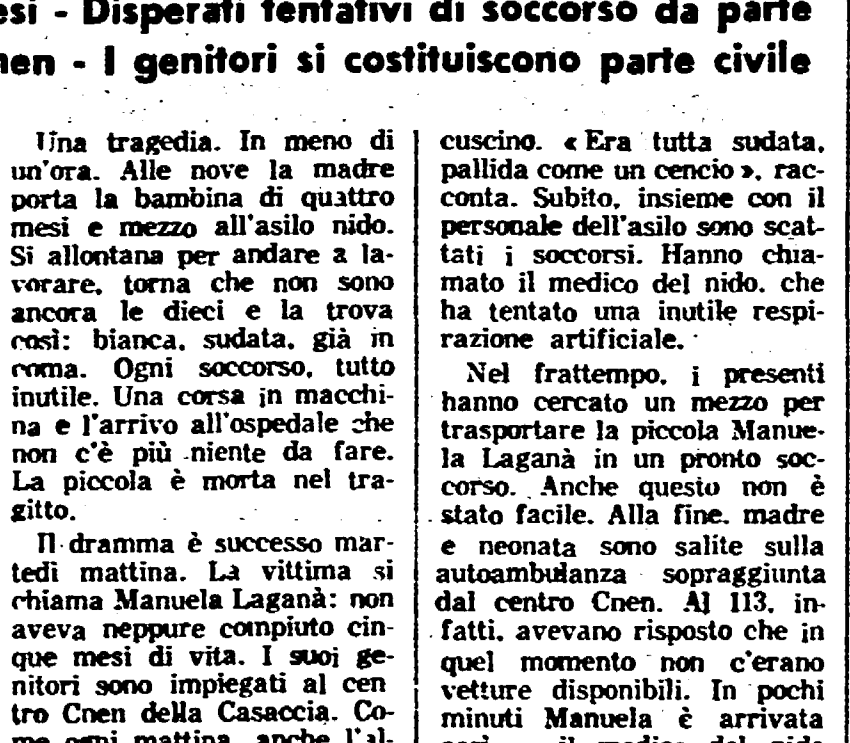 esi - Disperati tentativi di soccorso da parte
nen - I genitori si costituiscono parte civile
Una tragedia. In meno di
un'ora. Alle nove la madre
porta la bambina di quattro
mesi e mezzo all'asilo nido.
Si allontana per andare a la-
vorare, torna che non sono
ancora le dieci e la trova
così: bianca, sudata, già in
coma. Ogni soccorso, tutto
inutile. Una corsa in macchi-
na e l'arrivo all'ospedale che
non c'è più niente da fare.
La piccola è morta nel tra-
gitto.
Il dramma è successo mar-
tedì mattina. La vittima si
chiama Manuela Laganà: non
aveva neppure compiuto cin-
que mesi di vita. I suoi ge-
nitori sono impiegati al cen
tro Cnen della Casaccia. Co-
me ogni mattina, anche l'al-
cuscino. « Era tutta sudata,
pallida come un cencio », rac-
conta. Subito, insieme con il
personale dell'asilo sono scat-
tati i soccorsi. Hanno chia-
mato il medico del nido, che
ha tentato una inutile respi-
razione artificiale.
Nel frattempo, i presenti
hanno cercato un mezzo per
trasportare la piccola Manue-
la Laganà in un pronto soc-
corso. Anche questo non è
stato facile. Alla fine, madre
e neonata sono salite sulla
autoambulanza sopraggiunta
dal centro Cnen. Al 113, in-
fatti, avevano risposto che in
quel momento non c'erano
vetture disponibili. In pochi
minuti Manuela è arrivata
il medico del nido